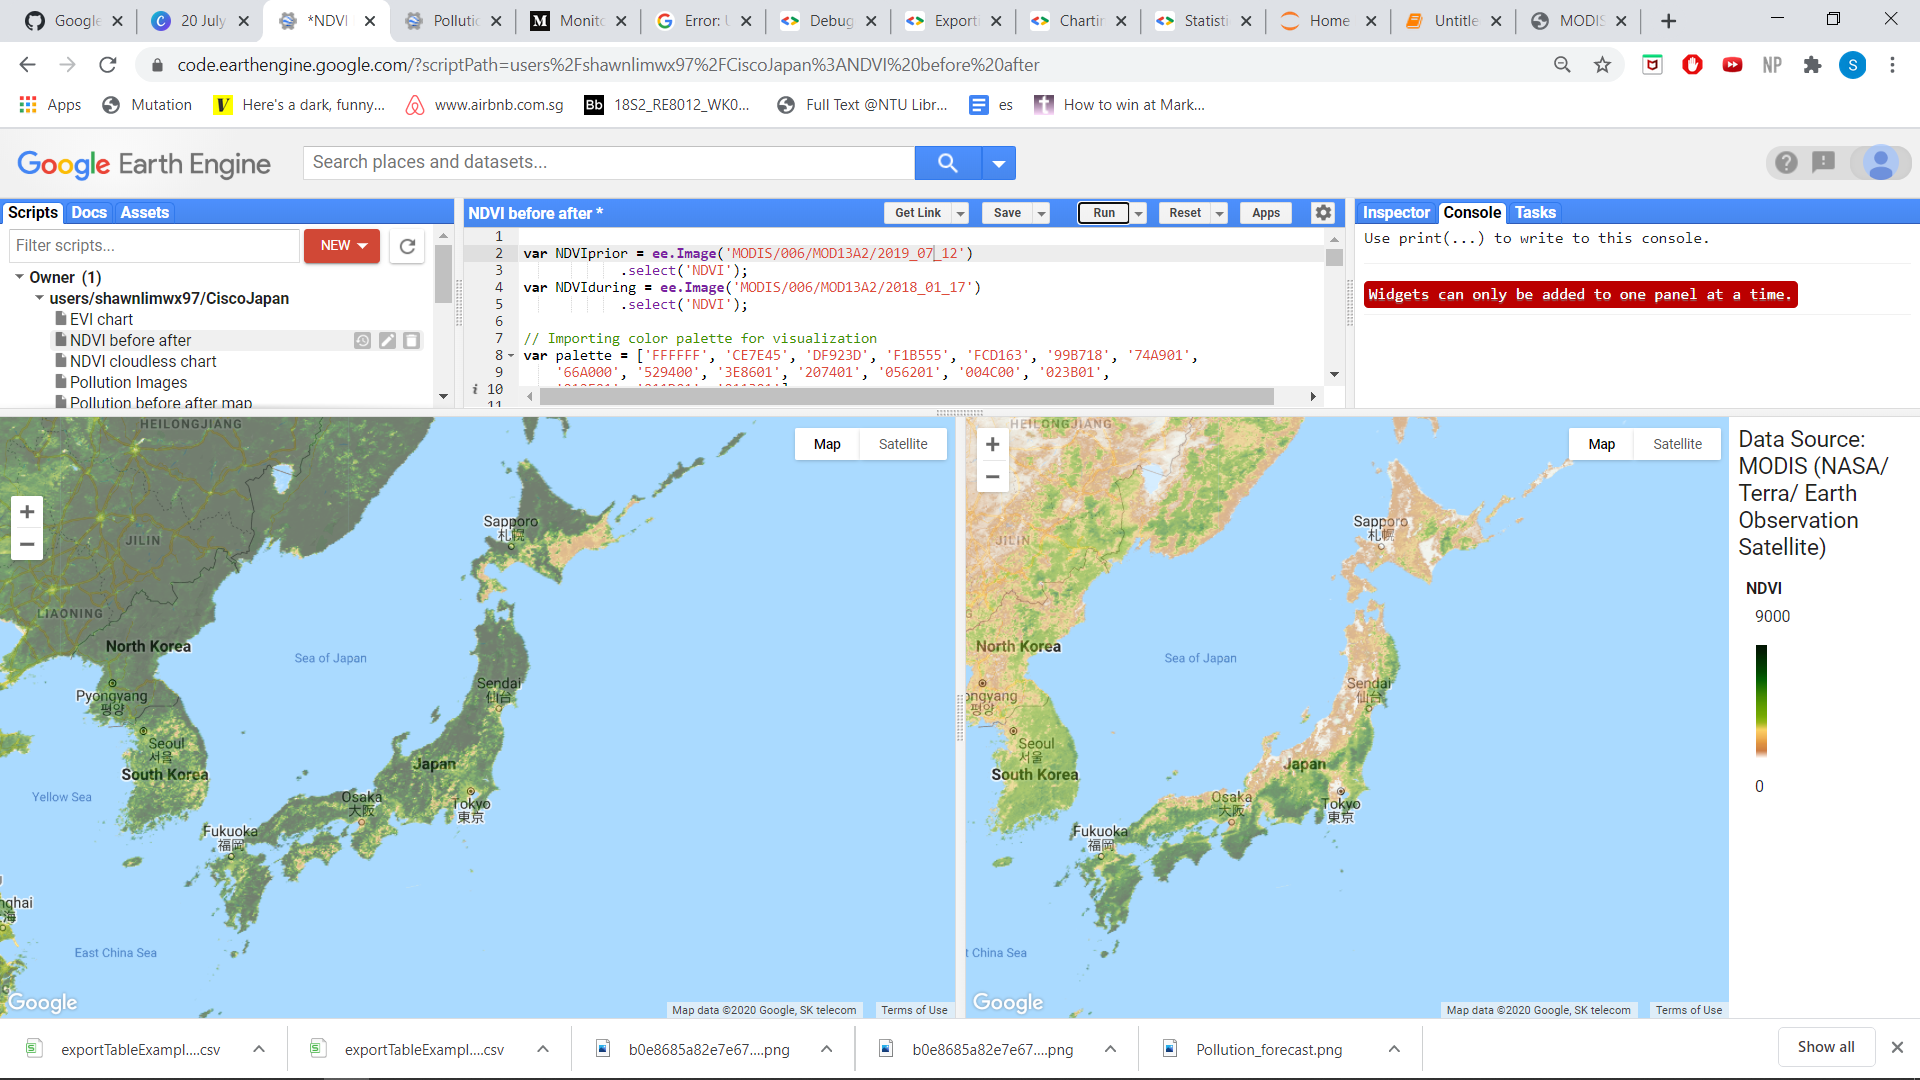 Google
20 July
*NDVI
Pollutio
Monito
Error: U
Debug
Exporti
Chartin
Statisti
Home
Untitle
MODIS
code.earthengine.google.com/?scriptPath=users%2Fshawnlimwx97%2FCiscoJapan%3ANDVI%20before%20after
NP
S
Apps
Mutation
Here's a dark, funny...
www.airbnb.com.sg
Bb
18S2_RE8012_WK0...
Full Text @NTU Libr...
es
How to win at Mark...
Google Earth Engine
Search places and datasets...
Scripts
Docs
Assets
Filter scripts...
NEW
Owner (1)
users/shawnlimwx97/CiscoJapan
EVI chart
NDVI before after
NDVI cloudless chart
Pollution Images
Pollution before after map
NDVI before after *
Get Link
Save
Run
Reset
Apps
1
2 var NDVIprior = ee.Image('MODIS/006/MOD13A2/2019_07_12')
3 .select('NDVI');
4 var NDVIduring = ee.Image('MODIS/006/MOD13A2/2018_01_17')
5 .select('NDVI');
6
7 // Importing color palette for visualization
8 var palette = ['FFFFFF', 'CE7E45', 'DF923D', 'F1B555', 'FCD163', '99B718', '74A901',
9 '66A000', '529400', '3E8601', '207401', '056201', '004C00', '023B01',
i 10
11
Inspector
Console
Tasks
Use print(...) to write to this console.
Widgets can only be added to one panel at a time.
HEILONGJIANG
Map
Satellite
Sapporo
札幌
JILIN
LIAONING
North Korea
Sea of Japan
Sendai
仙台
Pyongyang
평양
Seoul
서울
South Korea
Japan
Yellow Sea
Osaka
大阪
Tokyo
東京
Fukuoka
福岡
nghai
海
East China Sea
Google
Map data ©2020 Google, SK telecom
Terms of Use
HEILONGJIANG
Map
Satellite
Sapporo
札幌
JILIN
North Korea
Sea of Japan
Sendai
仙台
ongyang
평양
Seoul
서울
South Korea
Japan
Osaka
大阪
Tokyo
東京
Fukuoka
福岡
t China Sea
Google
Map data ©2020 Google, SK telecom
Terms of Use
Data Source:
MODIS (NASA/
Terra/ Earth
Observation
Satellite)
NDVI
9000
0
exportTableExampl....csv
exportTableExampl....csv
b0e8685a82e7e67....png
b0e8685a82e7e67....png
Pollution_forecast.png
Show all